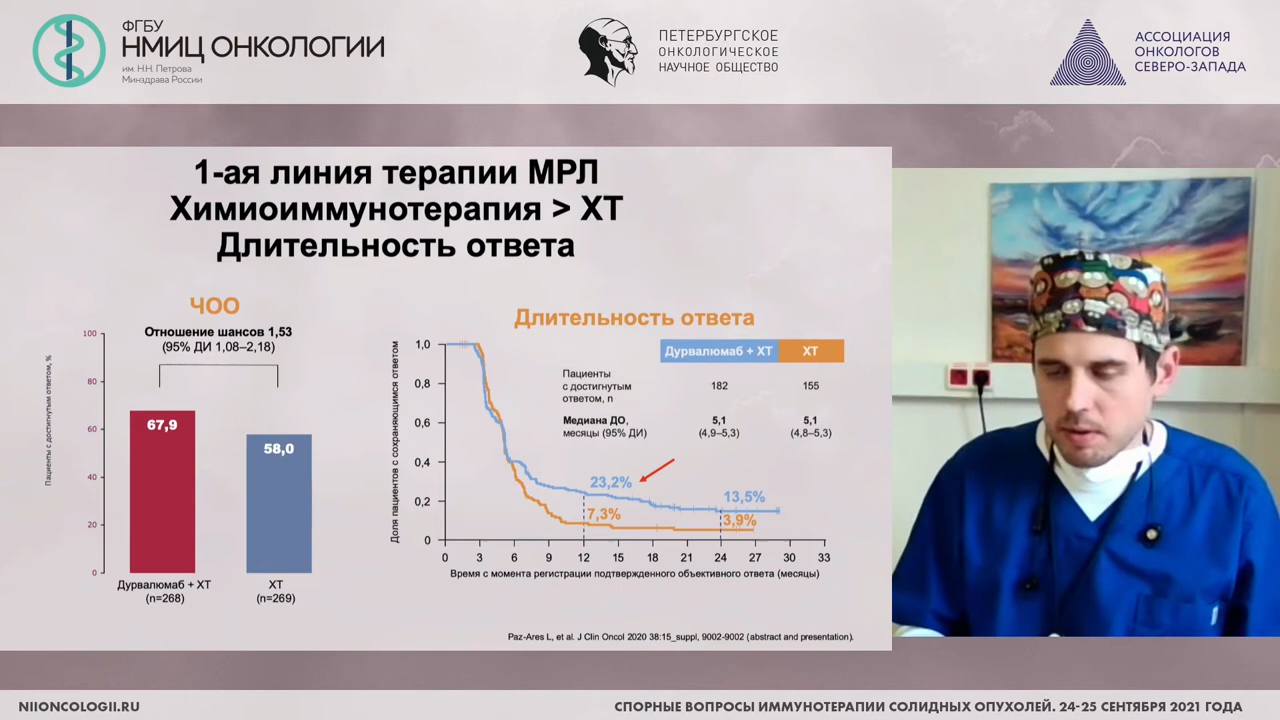 ФГБУ
НМИЦ ОНКОЛОГИИ
им. Н.Н. Петрова
Минздрава России
ПЕТЕРБУРГСКОЕ
ОНКОЛОГИЧЕСКОЕ
НАУЧНОЕ ОБЩЕСТВО
АССОЦИАЦИЯ
ОНКОЛОГОВ
СЕВЕРО-ЗАПАДА
1-ая линия терапии МРЛ
Химиоиммунотерапия > ХТ
Длительность ответа
ЧОО
Отношение шансов 1,53
(95% ДИ 1,08–2,18)
Пациенты с достигнутым ответом, %
100
80
60
40
20
0
67,9
58,0
Дурвалюмаб + ХТ
(n=268)
ХТ
(n=269)
Длительность ответа
Дурвалюмаб + ХТ ХТ
Пациенты
с достигнутым
ответом, n
182 155
Медиана ДО,
месяцы (95% ДИ)
5,1 5,1
(4,9–5,3) (4,8–5,3)
Доля пациентов с сохраняющимся ответом
1,0
0,8
0,6
0,4
0,2
0
23,2%
7,3%
13,5%
3,9%
0 3 6 9 12 15 18 21 24 27 30 33
Время с момента регистрации подтвержденного объективного ответа (месяцы)
Paz-Ares L, et al. J Clin Oncol 2020 38:15_suppl, 9002-9002 (abstract and presentation).
NIIONCOLOGII.RU
СПОРНЫЕ ВОПРОСЫ ИММУНОТЕРАПИИ СОЛИДНЫХ ОПУХОЛЕЙ. 24-25 СЕНТЯБРЯ 2021 ГОДА